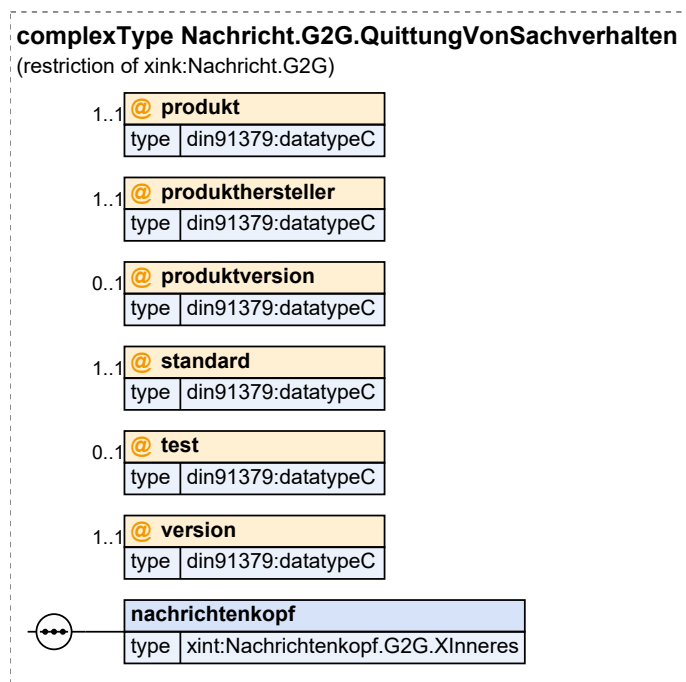 complexType Nachricht.G2G.QuittungVonSachverhalten
(restriction of xink:Nachricht.G2G)
1..1 @ produkt
type din91379:datatypeC
1..1 @ produkthersteller
type din91379:datatypeC
0..1 @ produktversion
type din91379:datatypeC
1..1 @ standard
type din91379:datatypeC
0..1 @ test
type din91379:datatypeC
1..1 @ version
type din91379:datatypeC
nachrichtenkopf
type xint:Nachrichtenkopf.G2G.XInneres